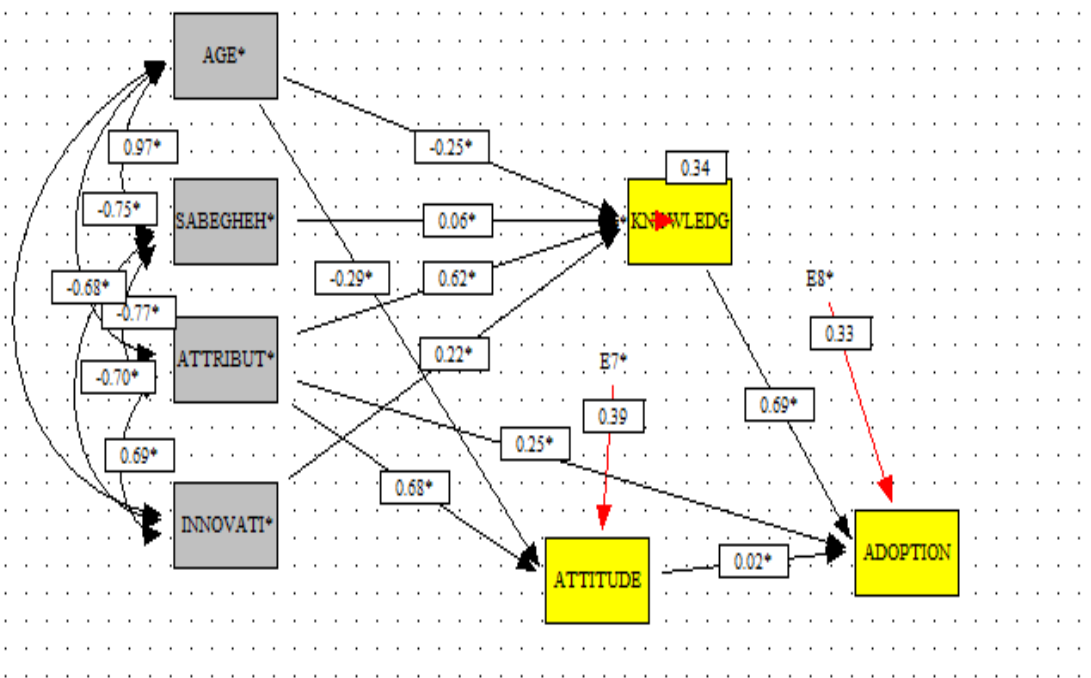 AGE*
0.97*
-0.25*
0.34
-0.75*
SABEGHEH*
0.06*
*KNOWLEDG
-0.29*
0.62*
E8*
-0.68*
-0.77*
0.33
ATTRIBUT*
0.22*
E7*
-0.70*
0.69*
0.39
0.25*
0.69*
0.68*
INNOVATI*
ADOPTION
0.02*
ATTITUDE